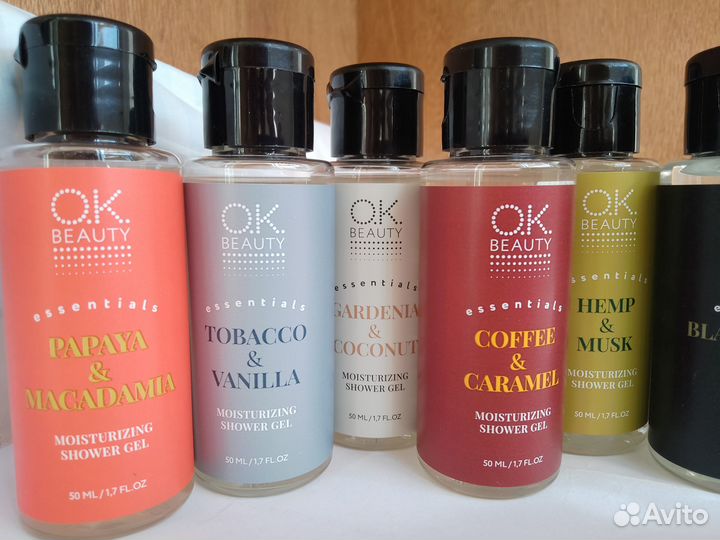 O.K.
BEAUTY
essentials
PAPAYA
&
MACADAMIA
MOISTURIZING
SHOWER GEL
50 ML / 1,7 FL.OZ
O.K.
BEAUTY
essentials
TOBACCO
&
VANILLA
MOISTURIZING
SHOWER GEL
50 ML / 1,7 FL.OZ
O.K.
BEAUTY
essentials
GARDENIA
&
COCONUT
MOISTURIZING
SHOWER GEL
50 ML / 1,7 FL.OZ
O.K.
BEAUTY
essentials
COFFEE
&
CARAMEL
MOISTURIZING
SHOWER GEL
50 ML / 1,7 FL.OZ
O.K.
BEAUTY
essentials
HEMP
&
MUSK
MOISTURIZING
SHOWER GEL
50 ML / 1,7 FL.OZ
Avito